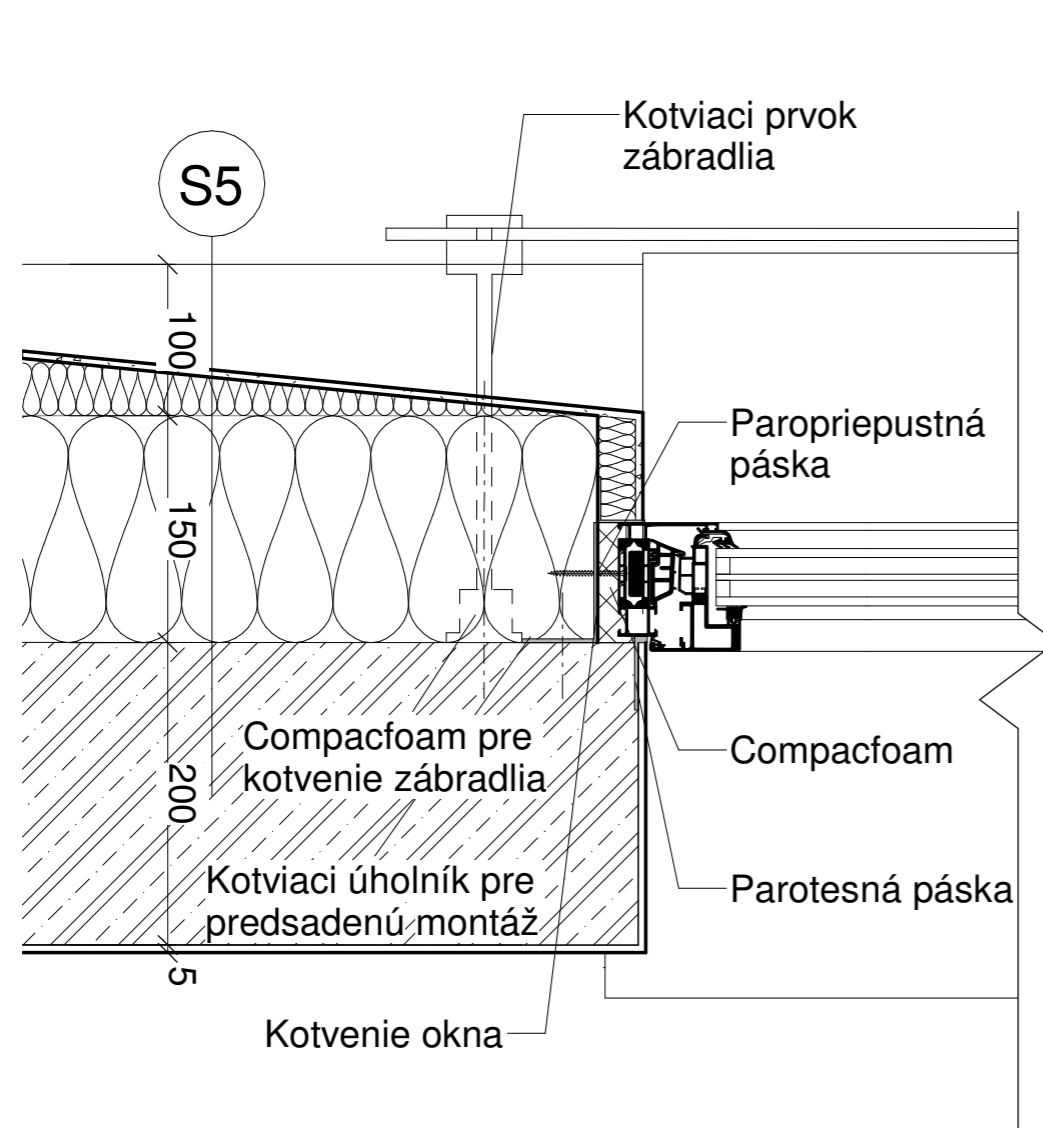 Kotviaci prvok
zábradlia
S5
100
Paropriepustná
páska
150
Compacfoam pre
kotvenie zábradlia
Compacfoam
200
Kotviaci úholník pre
predsadenú montáž
Parotesná páska
5
Kotvenie okna